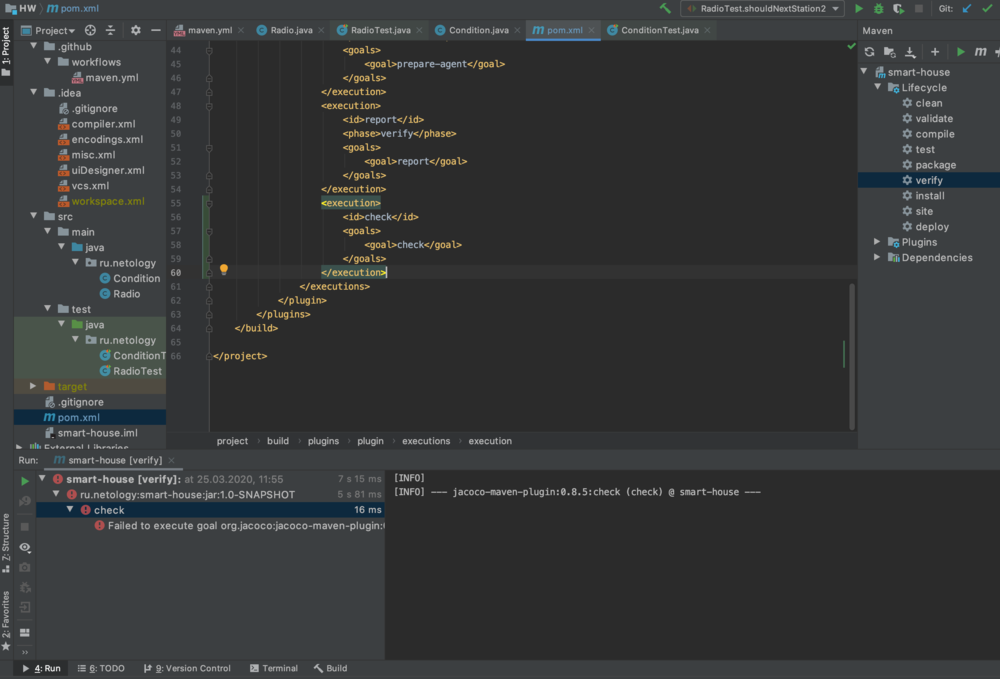 HW  pom.xml  RadioTest.shouldNextStation2  Git:
Project  maven.yml  Radio.java  RadioTest.java  Condition.java  pom.xml  ConditionTest.java  Maven
1: Project
.github
workflows
maven.yml
.idea
.gitignore
compiler.xml
encodings.xml
misc.xml
uiDesigner.xml
vcs.xml
workspace.xml
src
main
java
ru.netology
Condition
Radio
test
java
ru.netology
ConditionT
RadioTest
target
.gitignore
pom.xml
smart-house.iml
External Libraries
44 <goals>
45 <goal>prepare-agent</goal>
46 </goals>
47 </execution>
48 <execution>
49 <id>report</id>
50 <phase>verify</phase>
51 <goals>
52 <goal>report</goal>
53 </goals>
54 </execution>
55 <execution>
56 <id>check</id>
57 <goals>
58 <goal>check</goal>
59 </goals>
60 </execution>
61 </executions>
62 </plugin>
63 </plugins>
64 </build>
65
66 </project>
project › build › plugins › plugin › executions › execution
smart-house
Lifecycle
clean
validate
compile
test
package
verify
install
site
deploy
Plugins
Dependencies
Run:  smart-house [verify]
smart-house [verify]: at 25.03.2020, 11:55  7 s 15 ms
ru.netology:smart-house:jar:1.0-SNAPSHOT  5 s 81 ms
check  16 ms
Failed to execute goal org.jacoco:jacoco-maven-plugin:
[INFO]
[INFO] --- jacoco-maven-plugin:0.8.5:check (check) @ smart-house ---
7: Structure
2: Favorites
4: Run  6: TODO  9: Version Control  Terminal  Build